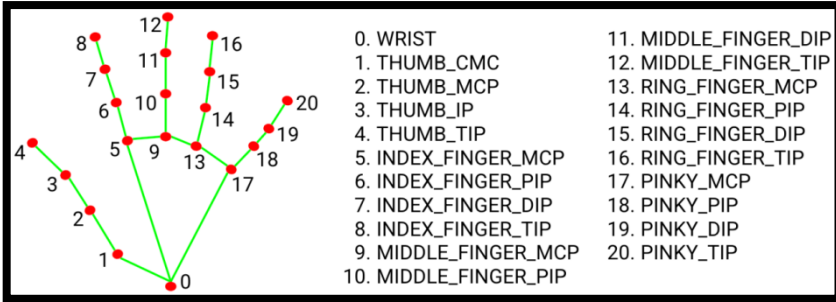 12
8
16
11
7
15
10
6
14
20
4
5
9
13
19
18
3
17
2
1
0
0. WRIST
1. THUMB_CMC
2. THUMB_MCP
3. THUMB_IP
4. THUMB_TIP
5. INDEX_FINGER_MCP
6. INDEX_FINGER_PIP
7. INDEX_FINGER_DIP
8. INDEX_FINGER_TIP
9. MIDDLE_FINGER_MCP
10. MIDDLE_FINGER_PIP
11. MIDDLE_FINGER_DIP
12. MIDDLE_FINGER_TIP
13. RING_FINGER_MCP
14. RING_FINGER_PIP
15. RING_FINGER_DIP
16. RING_FINGER_TIP
17. PINKY_MCP
18. PINKY_PIP
19. PINKY_DIP
20. PINKY_TIP